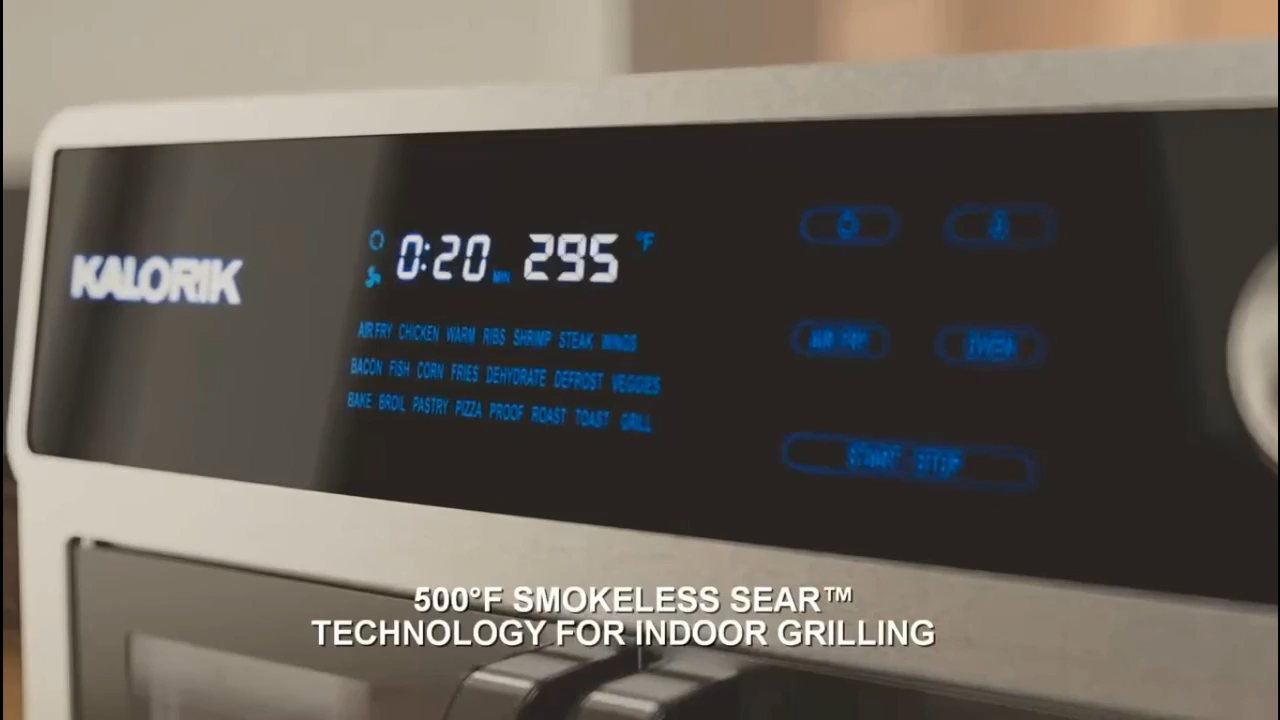 KALORIK
0:20 MIN 295 °F
AIR FRY CHICKEN WARM RIBS SHRIMP STEAK WINGS
BACON FISH CORN FRIES DEHYDRATE DEFROST VEGGIES
BAKE BROIL PASTRY PIZZA PROOF ROAST TOAST GRILL
AIR FRY OVEN
START STOP
500°F SMOKELESS SEAR™
TECHNOLOGY FOR INDOOR GRILLING